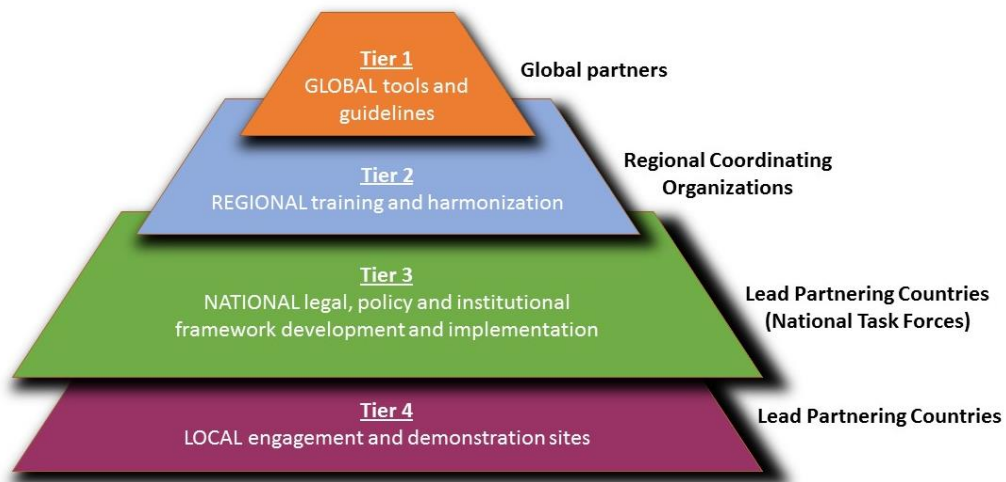 Tier 1
GLOBAL tools and
guidelines
Global partners
Tier 2
REGIONAL training and harmonization
Regional Coordinating
Organizations
Tier 3
NATIONAL legal, policy and institutional
framework development and implementation
Lead Partnering Countries
(National Task Forces)
Tier 4
LOCAL engagement and demonstration sites
Lead Partnering Countries